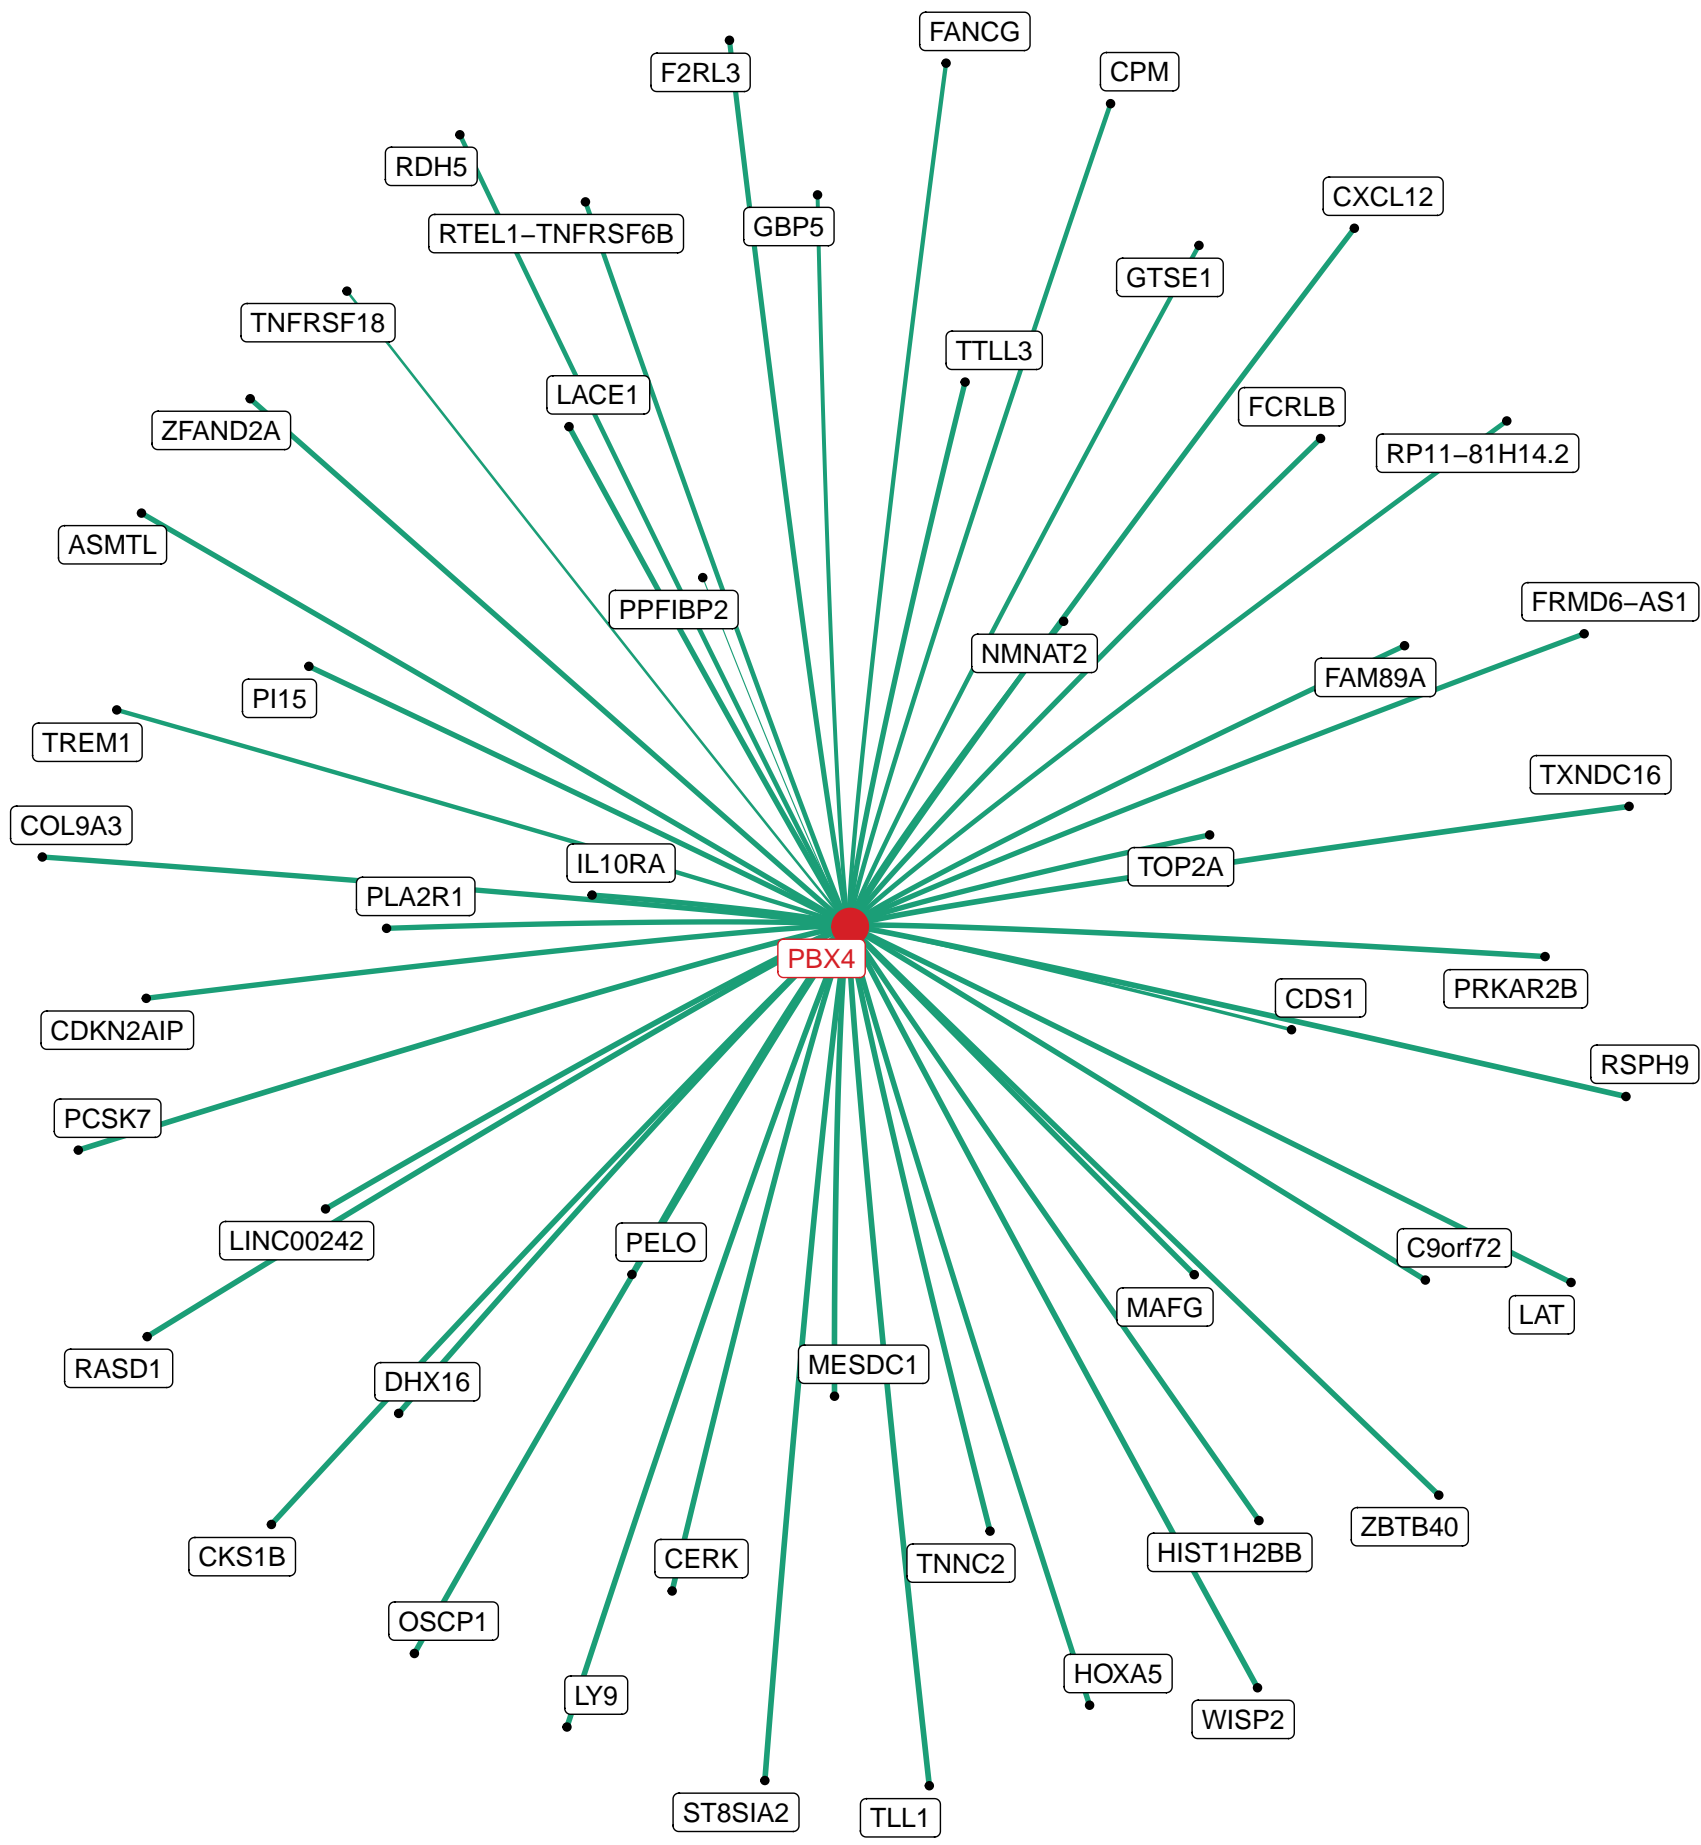 FANCG
F2RL3
CPM
RDH5
CXCL12
GBP5
RTEL1−TNFRSF6B
GTSE1
TNFRSF18
TTLL3
LACE1
FCRLB
ZFAND2A
RP11−81H14.2
ASMTL
FRMD6−AS1
PPFIBP2
NMNAT2
FAM89A
PI15
TREM1
TXNDC16
COL9A3
IL10RA
TOP2A
PLA2R1
PBX4
PRKAR2B
CDS1
CDKN2AIP
RSPH9
PCSK7
LINC00242
PELO
C9orf72
MAFG
LAT
MESDC1
RASD1
DHX16
ZBTB40
HIST1H2BB
CKS1B
CERK
TNNC2
OSCP1
HOXA5
LY9
WISP2
ST8SIA2
TLL1